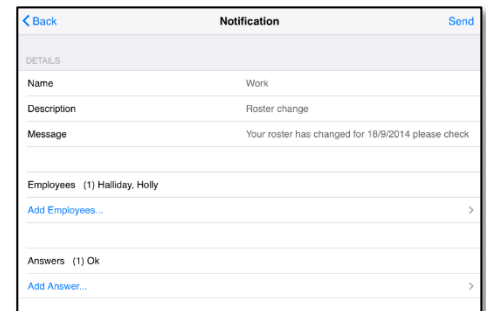 Back Notification Send
DETAILS
Name Work
Description Roster change
Message Your roster has changed for 18/9/2014 please check
Employees (1) Halliday, Holly
Add Employees...
Answers (1) Ok
Add Answer...